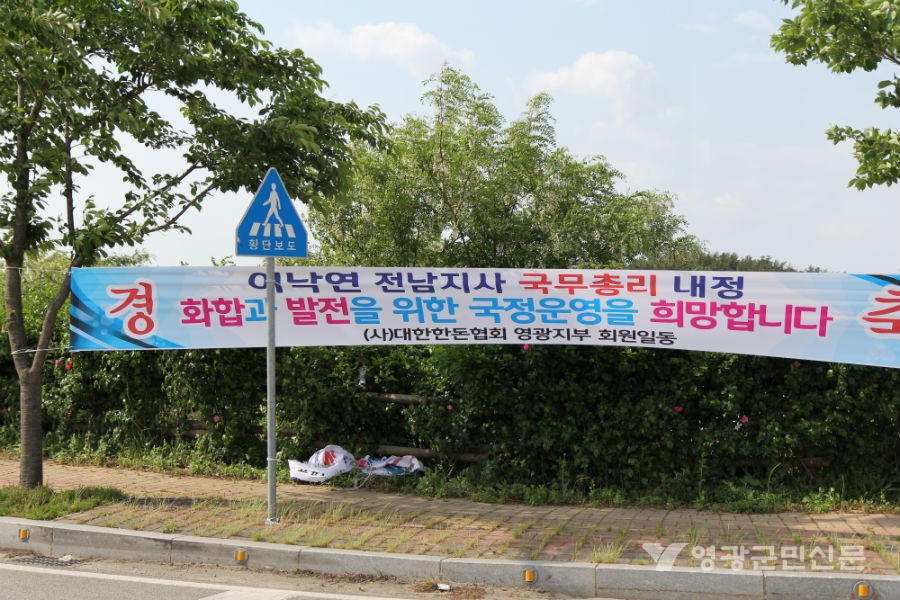 횡단보도
경
이낙연 전남지사 국무총리 내정
화합과 발전을 위한 국정운영을 희망합니다
(사)대한한돈협회 영광지부 회원일동
축
영광군민신문